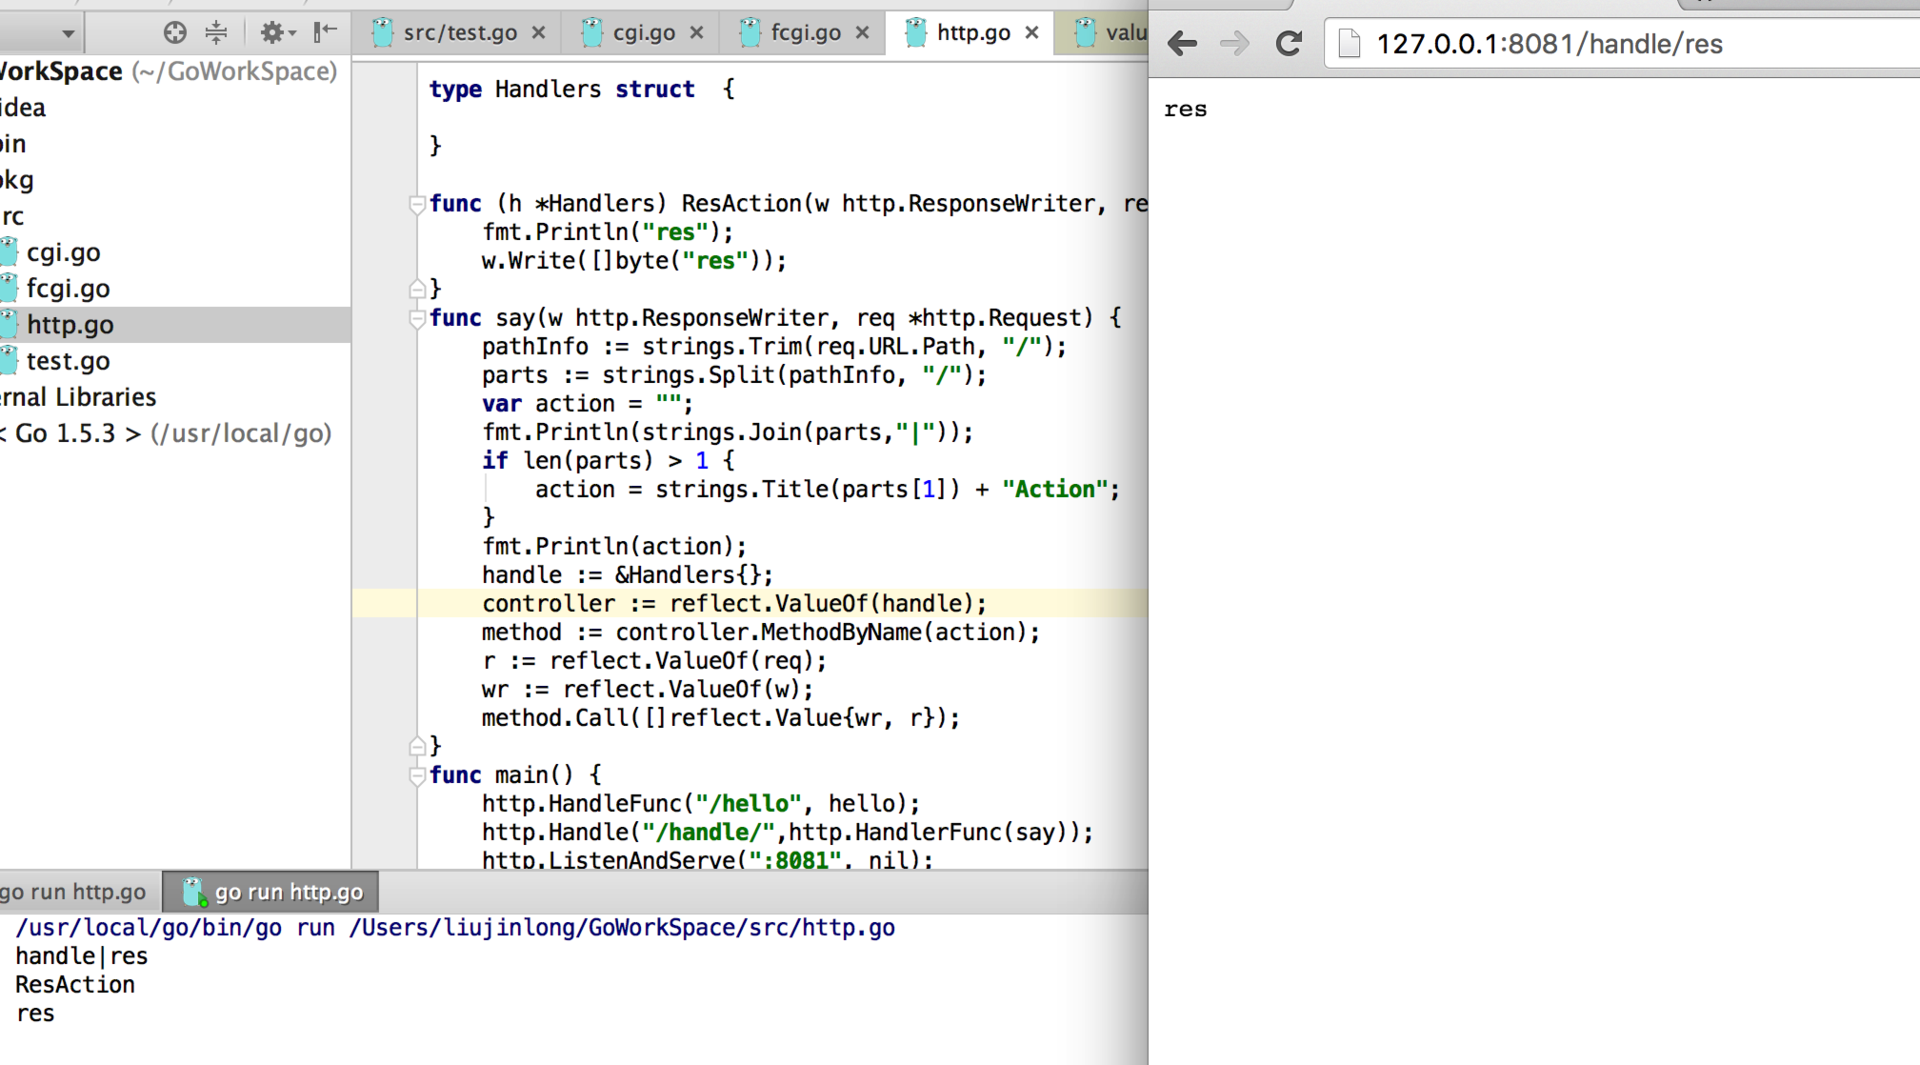 src/test.go
cgi.go
fcgi.go
http.go
valu
127.0.0.1:8081/handle/res
res
WorkSpace (~/GoWorkSpace)
idea
bin
pkg
rc
cgi.go
fcgi.go
http.go
test.go
ernal Libraries
< Go 1.5.3 > (/usr/local/go)
type Handlers struct  {
}
func (h *Handlers) ResAction(w http.ResponseWriter, re
    fmt.Println("res");
    w.Write([]byte("res"));
}
func say(w http.ResponseWriter, req *http.Request) {
    pathInfo := strings.Trim(req.URL.Path, "/");
    parts := strings.Split(pathInfo, "/");
    var action = "";
    fmt.Println(strings.Join(parts,"|"));
    if len(parts) > 1 {
        action = strings.Title(parts[1]) + "Action";
    }
    fmt.Println(action);
    handle := &Handlers{};
    controller := reflect.ValueOf(handle);
    method := controller.MethodByName(action);
    r := reflect.ValueOf(req);
    wr := reflect.ValueOf(w);
    method.Call([]reflect.Value{wr, r});
}
func main() {
    http.HandleFunc("/hello", hello);
    http.Handle("/handle/",http.HandlerFunc(say));
    http.ListenAndServe(":8081", nil);
go run http.go
go run http.go
/usr/local/go/bin/go run /Users/liujinlong/GoWorkSpace/src/http.go
handle|res
ResAction
res